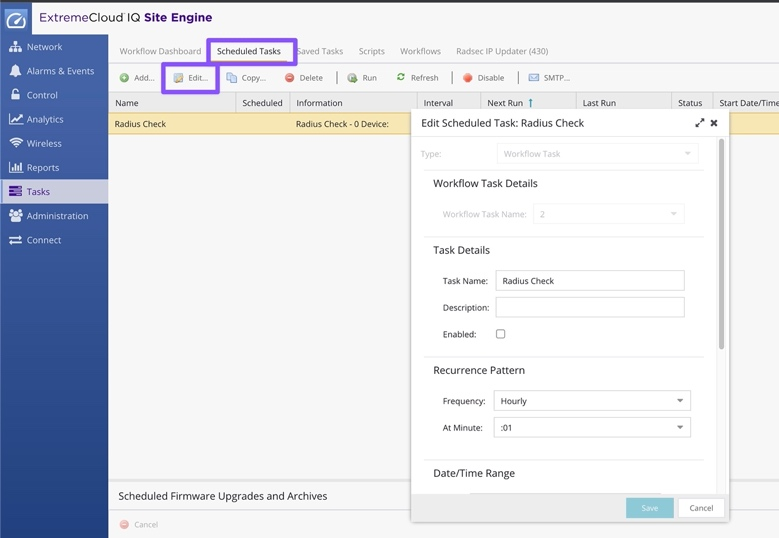 ExtremeCloud IQ Site Engine
Network
Alarms & Events
Control
Analytics
Wireless
Reports
Tasks
Administration
Connect
Workflow Dashboard Scheduled Tasks Saved Tasks Scripts Workflows Radsec IP Updater (430)
Add... Edit... Copy... Delete Run Refresh Disable SMTP...
Name Scheduled Information Interval Next Run Last Run Status Start Date/Time
Radius Check Radius Check - 0 Device:
Edit Scheduled Task: Radius Check
Type: Workflow Task
Workflow Task Details
Workflow Task Name: 2
Task Details
Task Name: Radius Check
Description:
Enabled:
Recurrence Pattern
Frequency: Hourly
At Minute: :01
Date/Time Range
Save Cancel
Scheduled Firmware Upgrades and Archives
Cancel